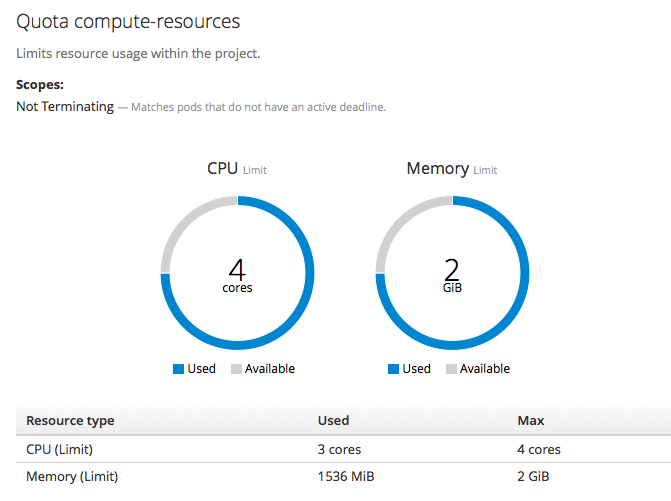 Quota compute-resources
Limits resource usage within the project.
Scopes:
Not Terminating — Matches pods that do not have an active deadline.
CPU Limit
Memory Limit
4
cores
2
GiB
Used Available
Used Available
Resource type Used Max
CPU (Limit) 3 cores 4 cores
Memory (Limit) 1536 MiB 2 GiB